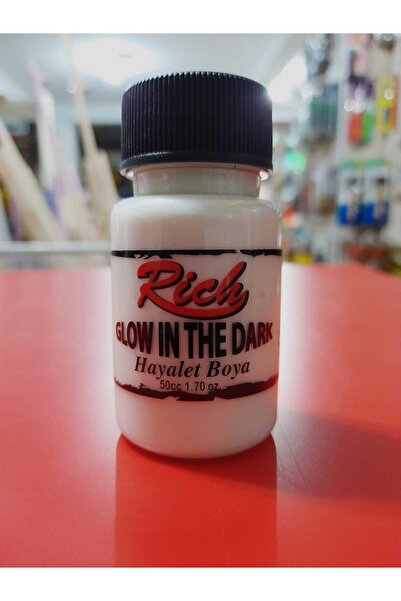 Rich
GLOW IN THE DARK
Hayalet Boya
50cc 1.70 oz.